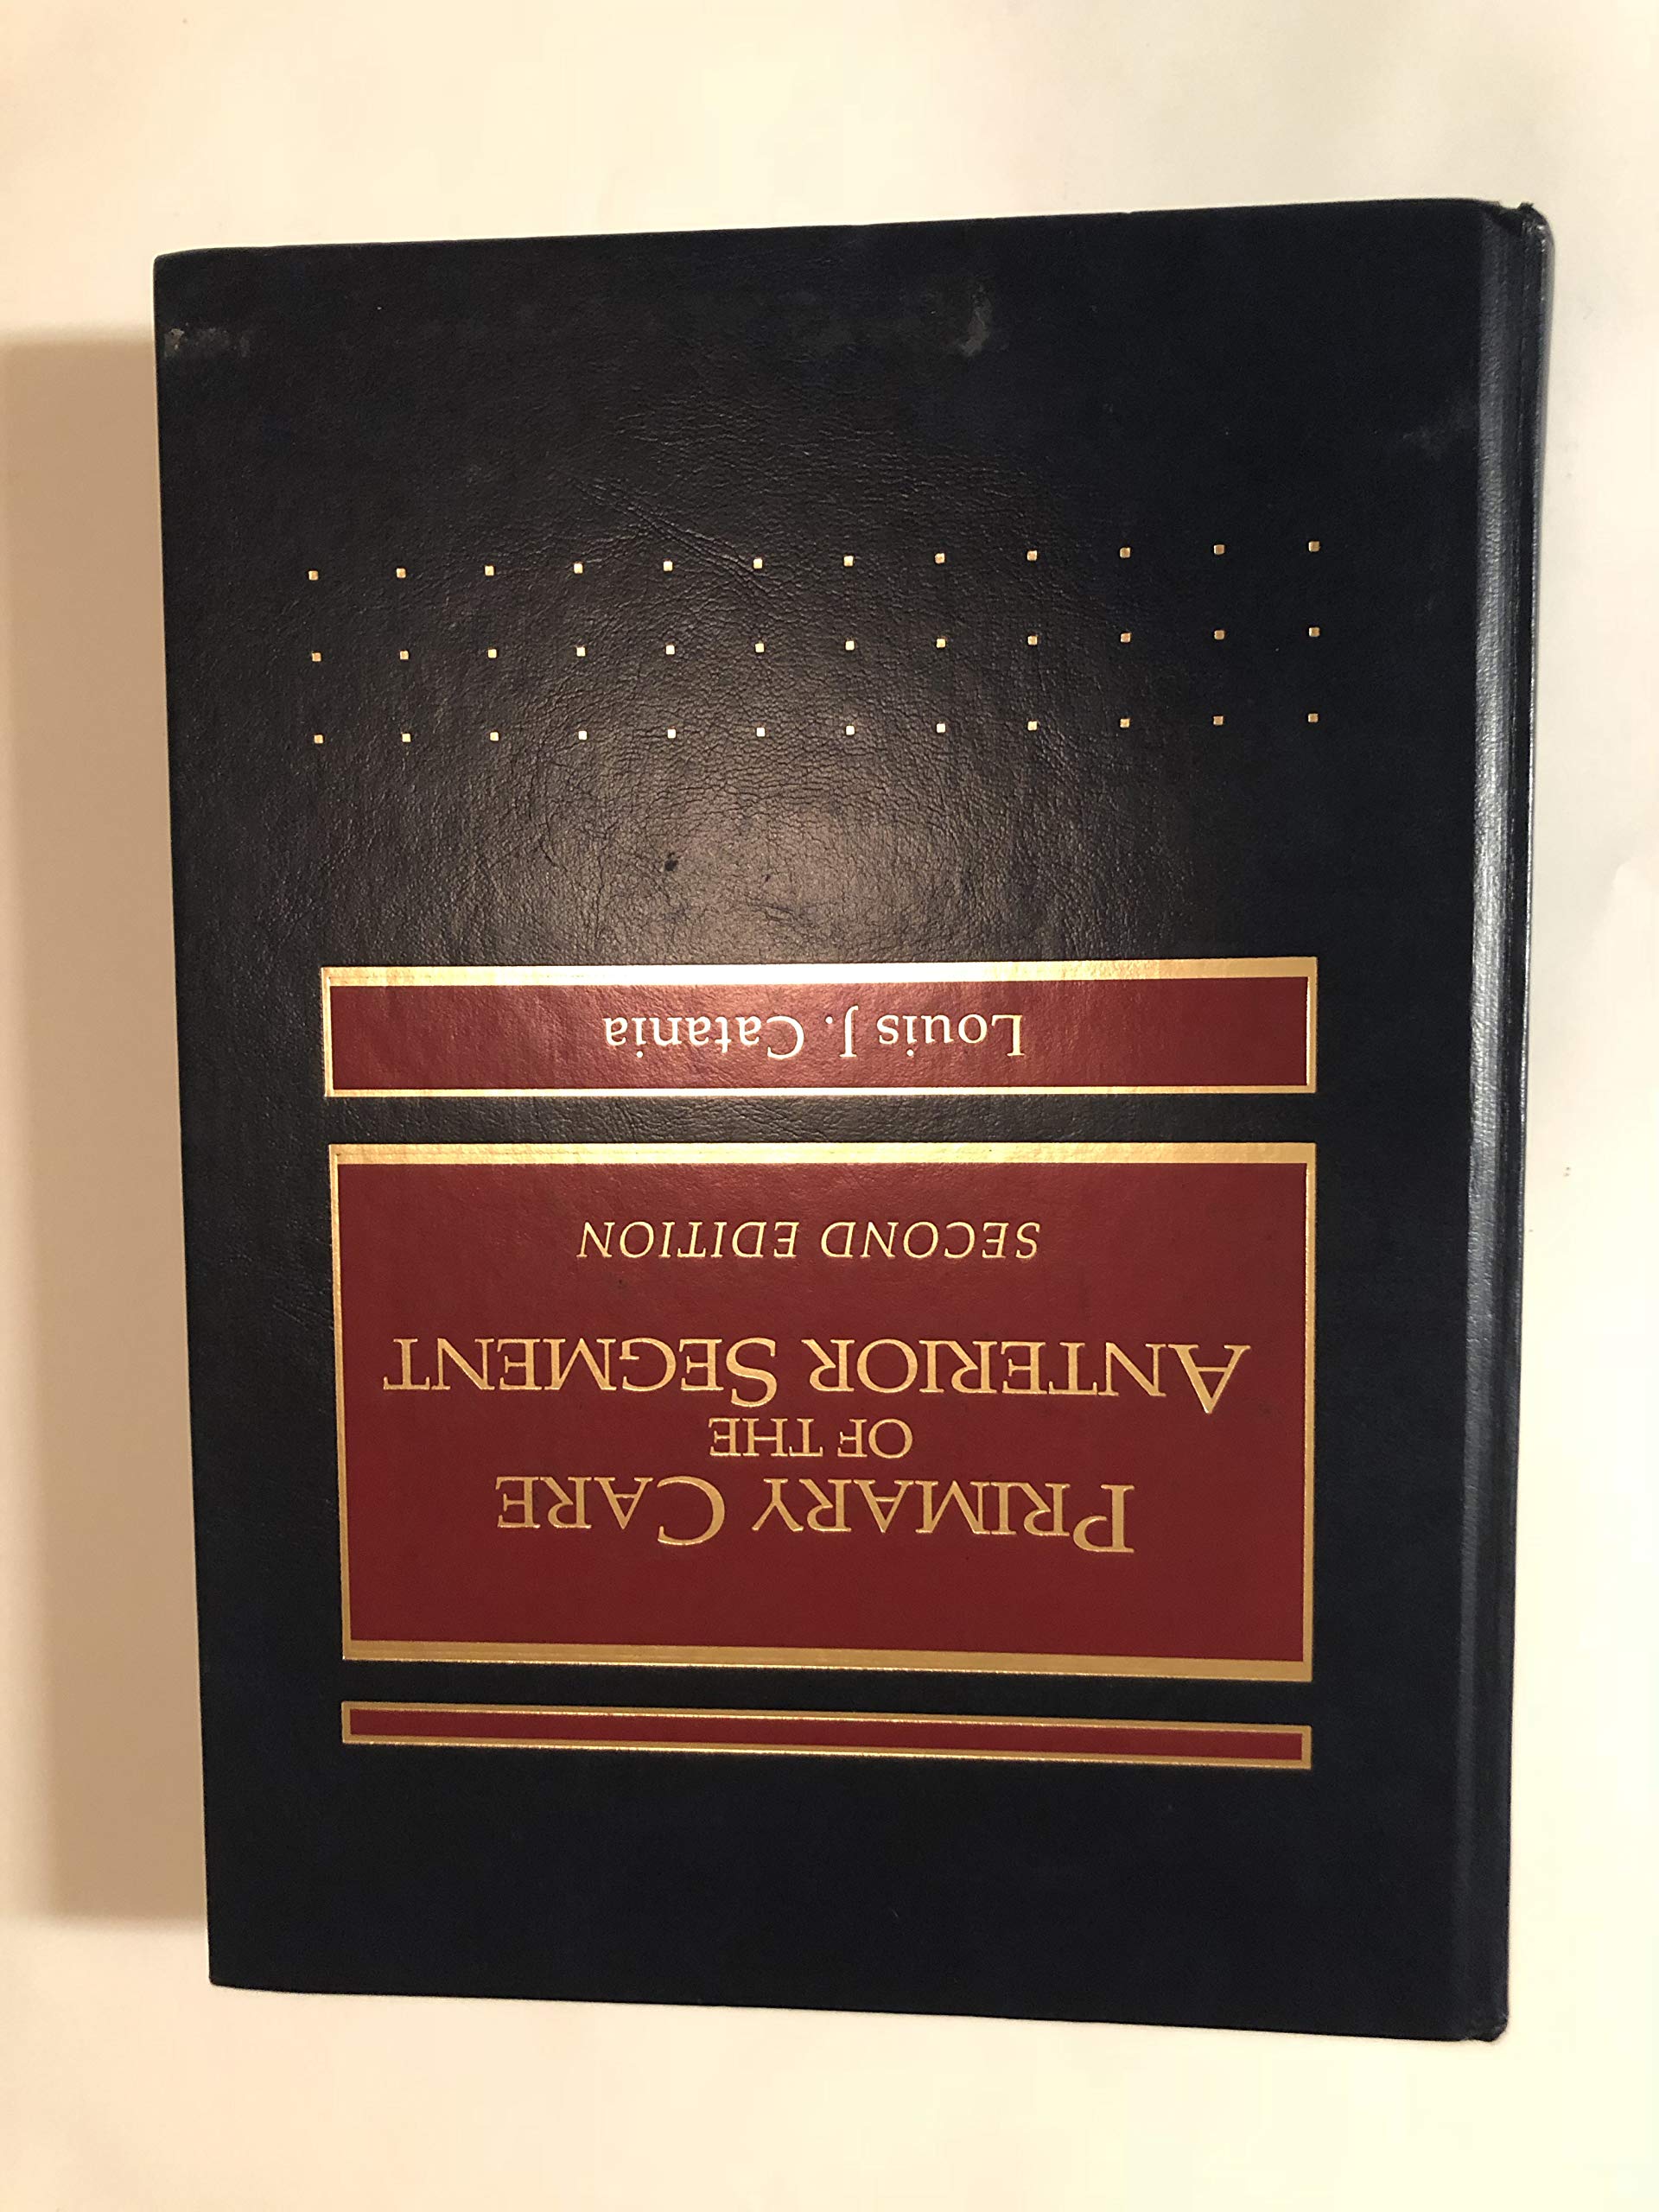 PRIMARY CARE
OF THE
ANTERIOR SEGMENT
SECOND EDITION
Louis J. Catania